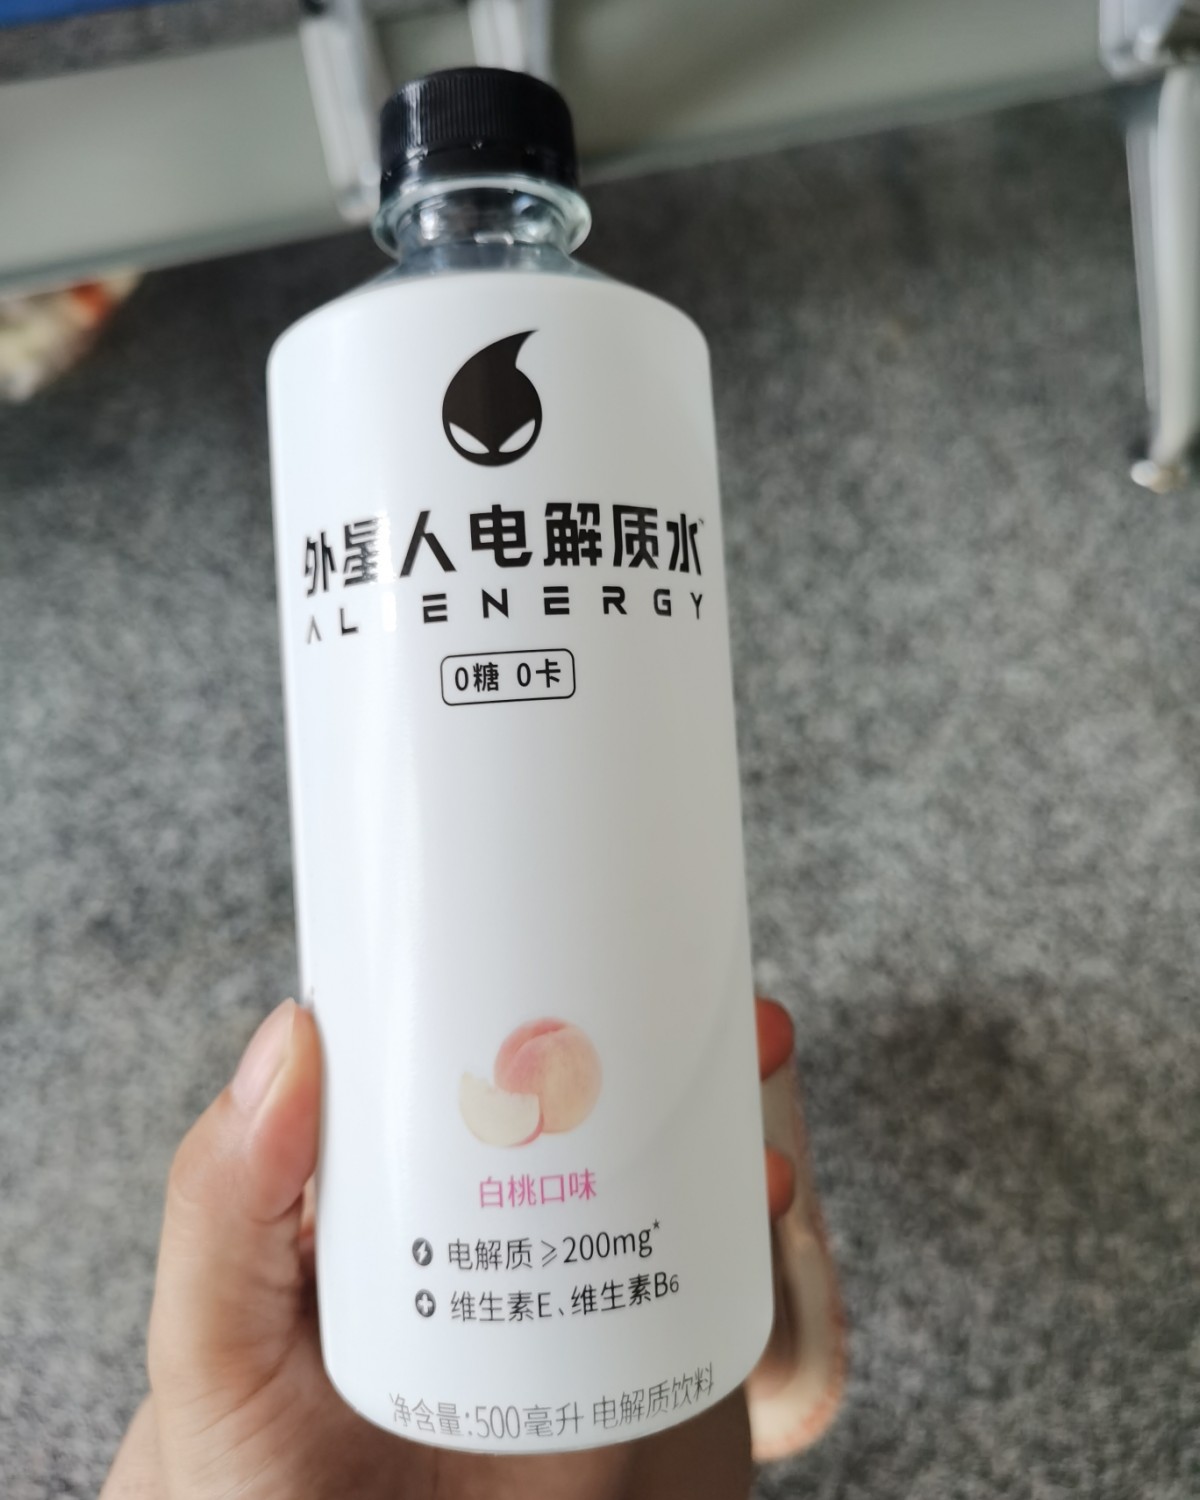 外星人电解质水
ALIENERGY
0糖 0卡
白桃口味
电解质≥200mg*
维生素E、维生素B6
净含量:500毫升 电解质饮料